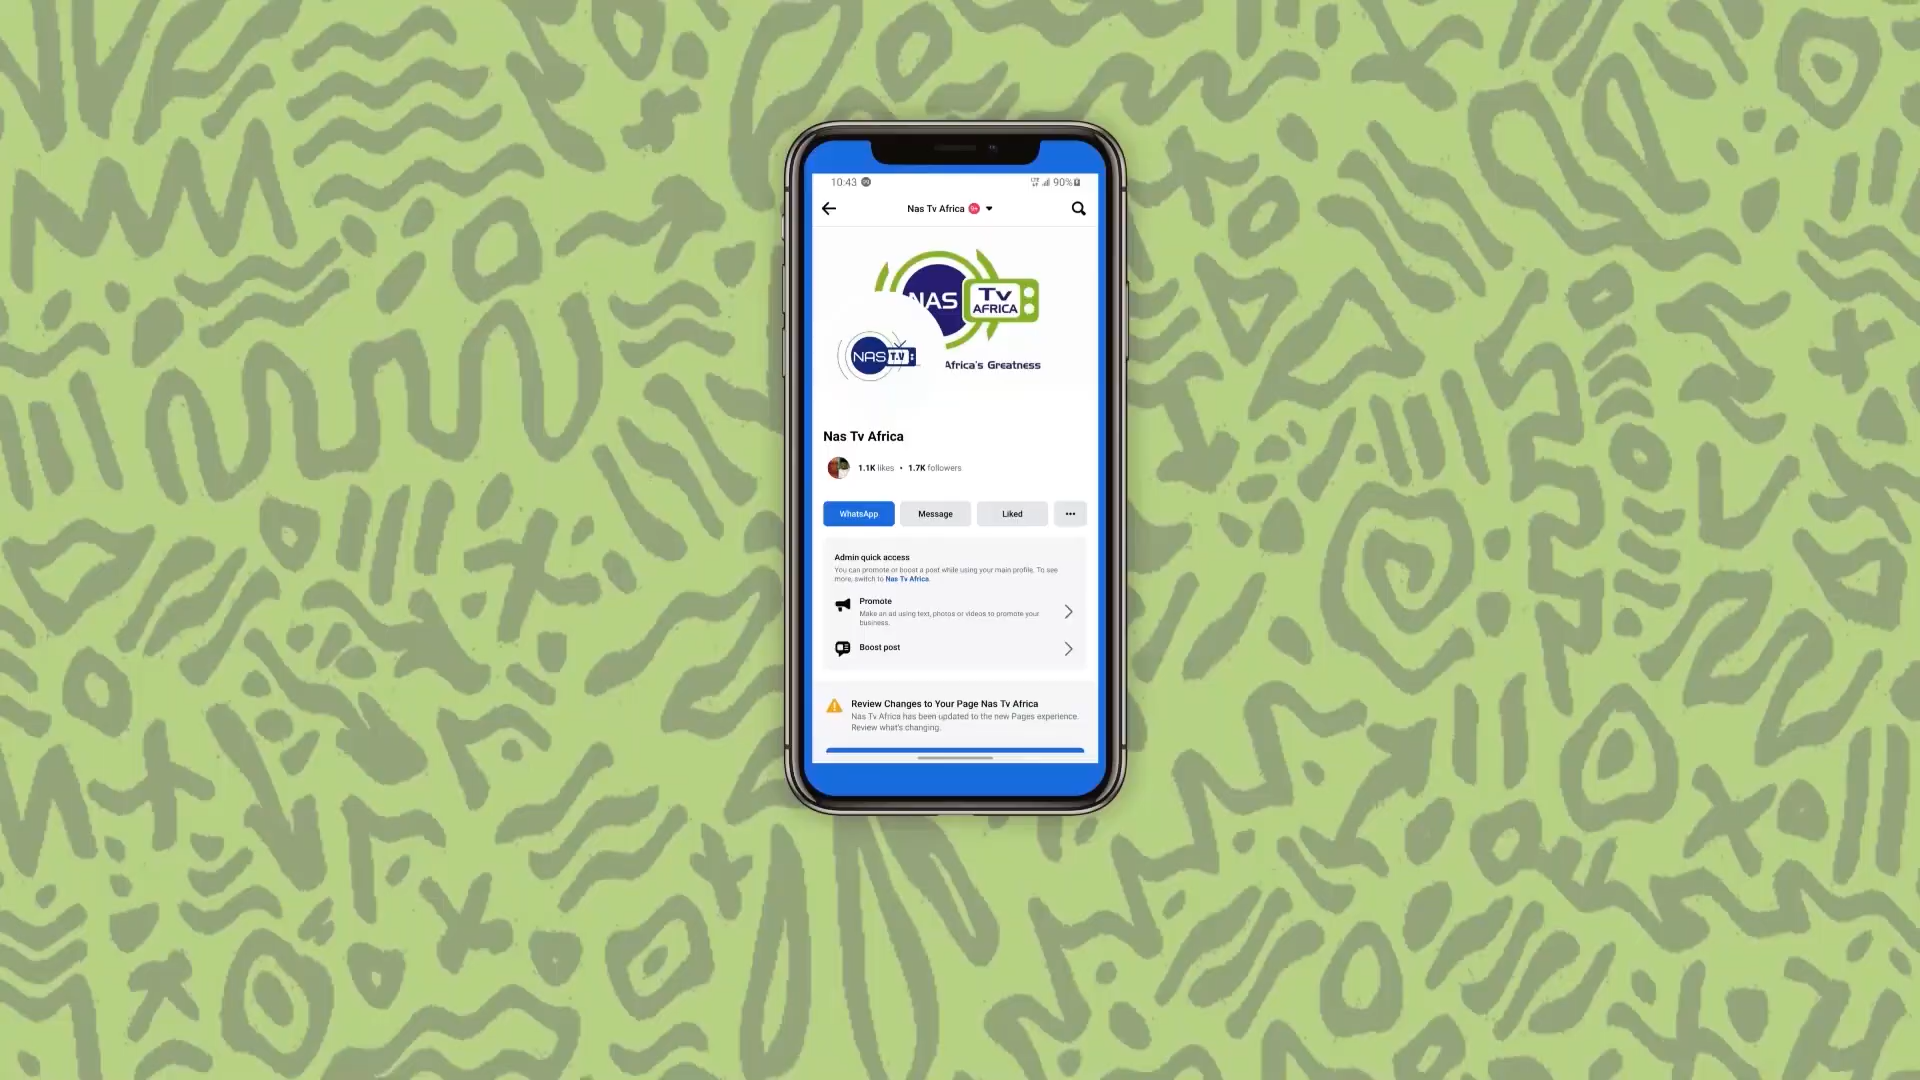 10:43
90%
Nas Tv Africa 9+
NAS Tv
AFRICA
NAS T.V
Africa's Greatness
Nas Tv Africa
1.1K likes • 1.7K followers
WhatsApp Message Liked
Admin quick access
You can promote or boost a post while using your main profile. To see
more, switch to Nas Tv Africa.
Promote
Make an ad using text, photos or videos to promote your
business.
Boost post
Review Changes to Your Page Nas Tv Africa
Nas Tv Africa has been updated to the new Pages experience.
Review what's changing.